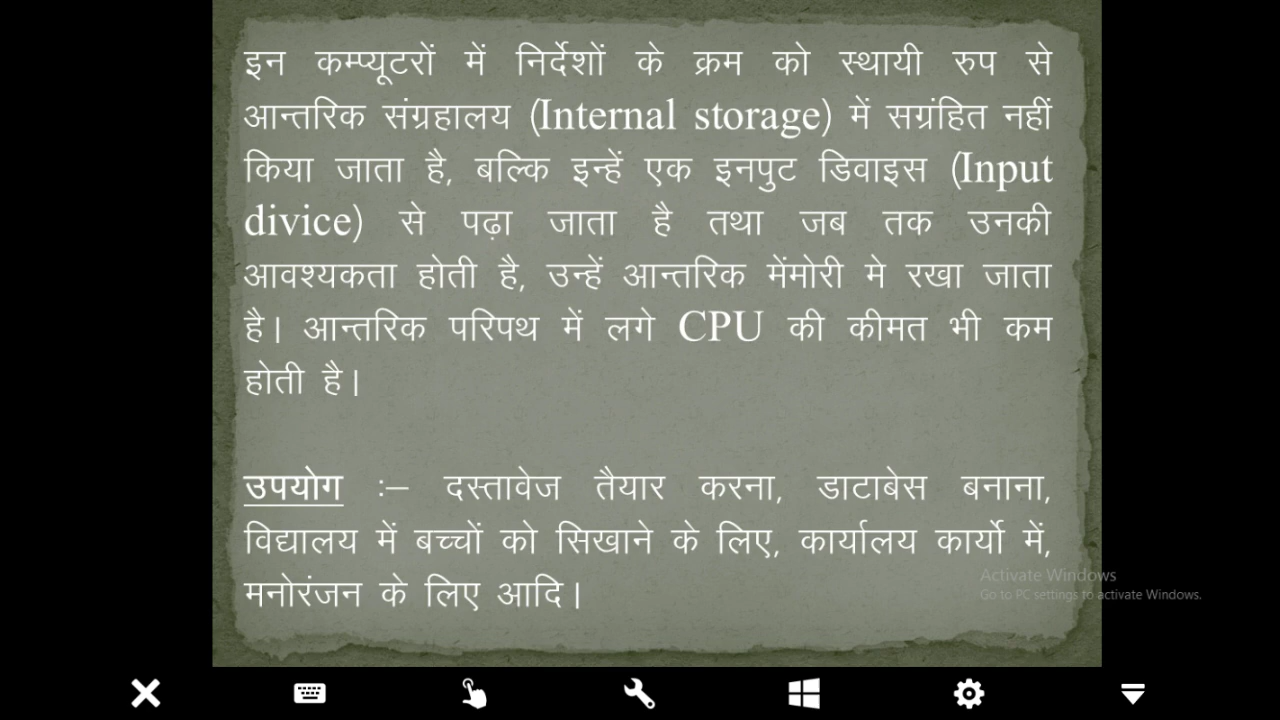 इन कम्प्यूटरों में निर्देशों के क्रम को स्थायी रुप से
आन्तरिक संग्रहालय (Internal storage) में सग्रंहित नहीं
किया जाता है, बल्कि इन्हें एक इनपुट डिवाइस (Input
divice) से पढ़ा जाता है तथा जब तक उनकी
आवश्यकता होती है, उन्हें आन्तरिक मेंमोरी मे रखा जाता
है। आन्तरिक परिपथ में लगे CPU की कीमत भी कम
होती है।
उपयोग :– दस्तावेज तैयार करना, डाटाबेस बनाना,
विद्यालय में बच्चों को सिखाने के लिए, कार्यालय कार्यो में,
मनोरंजन के लिए आदि।
Activate Windows
Go to PC settings to activate Windows.